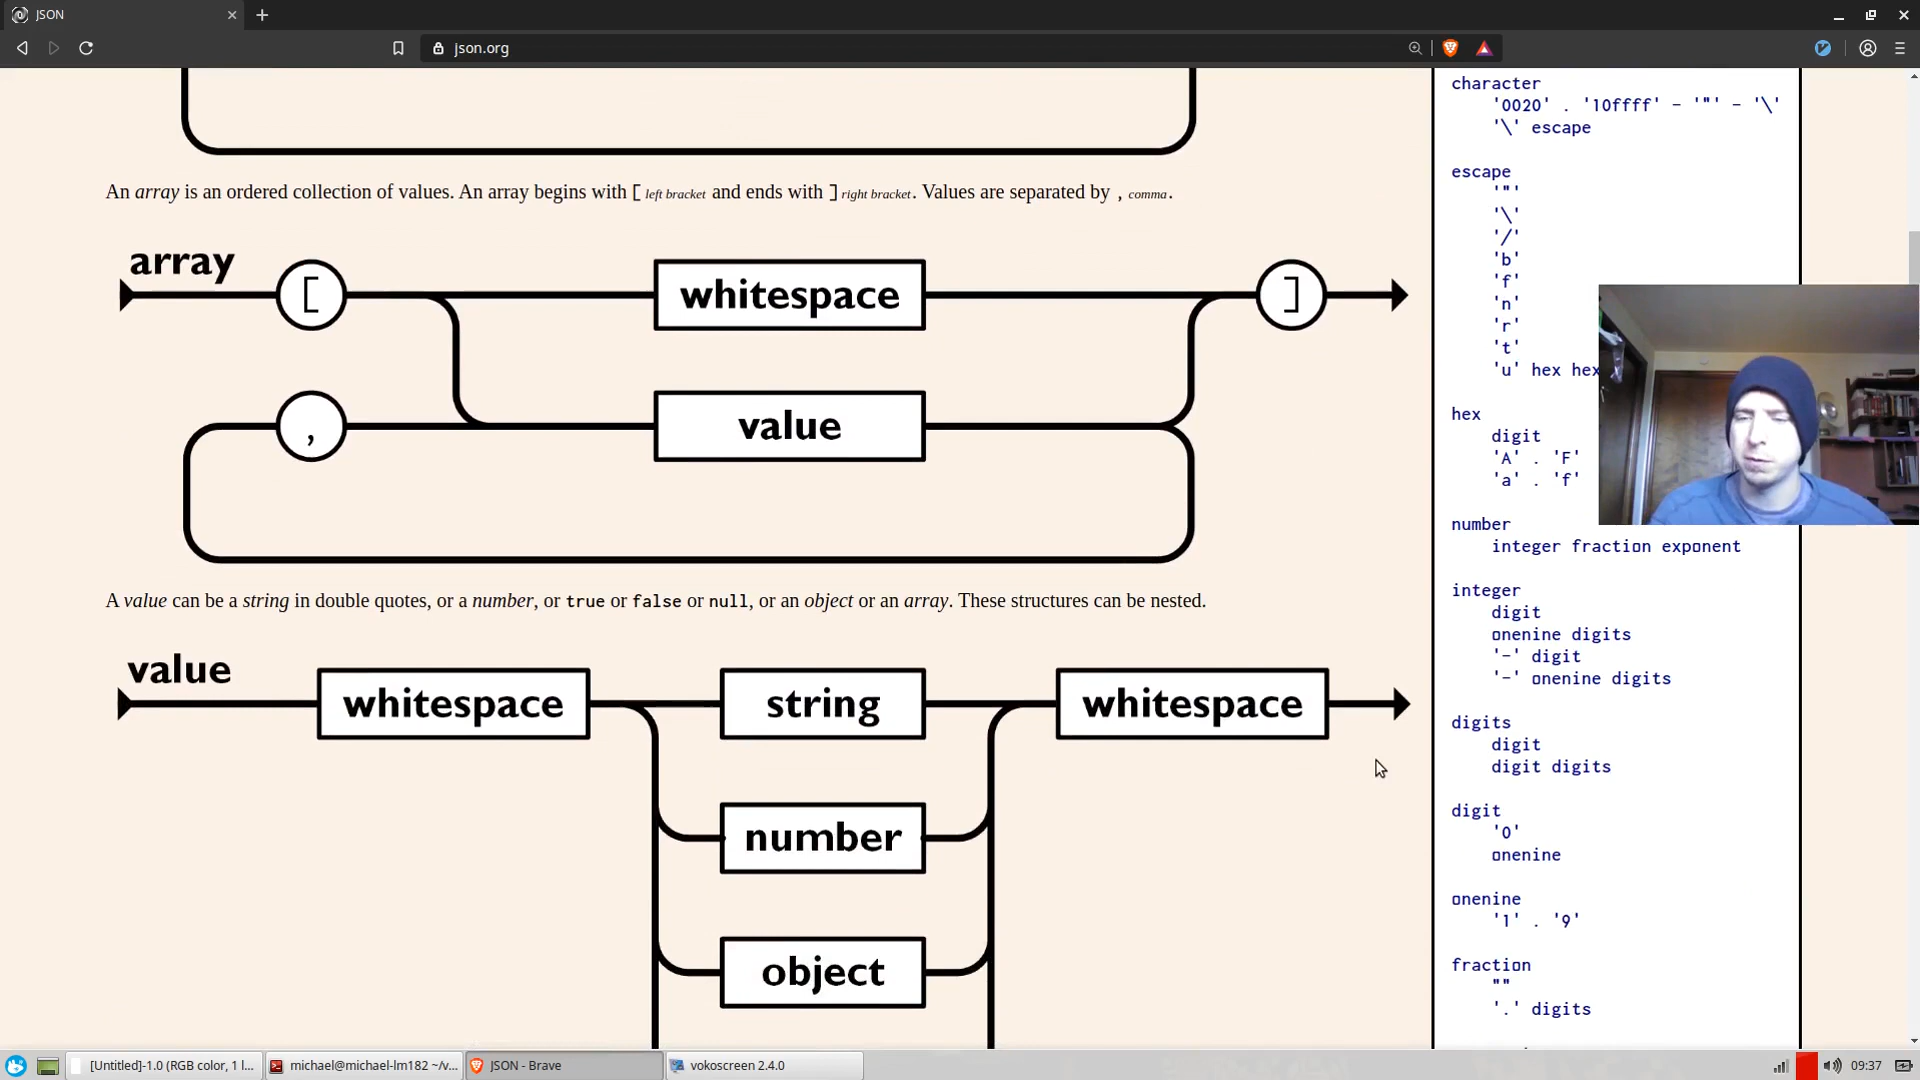 JSON
json.org
An array is an ordered collection of values. An array begins with [ left bracket and ends with ] right bracket. Values are separated by , comma.
array
[
whitespace
]
,
value
A value can be a string in double quotes, or a number, or true or false or null, or an object or an array. These structures can be nested.
value
whitespace
string
whitespace
number
object
character
'0020' . '10ffff' - '"' - '\'
'\' escape
escape
'"'
'\'
'/'
'b'
'f'
'n'
'r'
't'
'u' hex hex
hex
digit
'A' . 'F'
'a' . 'f'
number
integer fraction exponent
integer
digit
onenine digits
'-' digit
'-' onenine digits
digits
digit
digit digits
digit
'0'
onenine
onenine
'1' . '9'
fraction
""
'.' digits
[Untitled]-1.0 (RGB color, 1 l...
michael@michael-lm182 ~/v...
JSON - Brave
vokoscreen 2.4.0
09:37